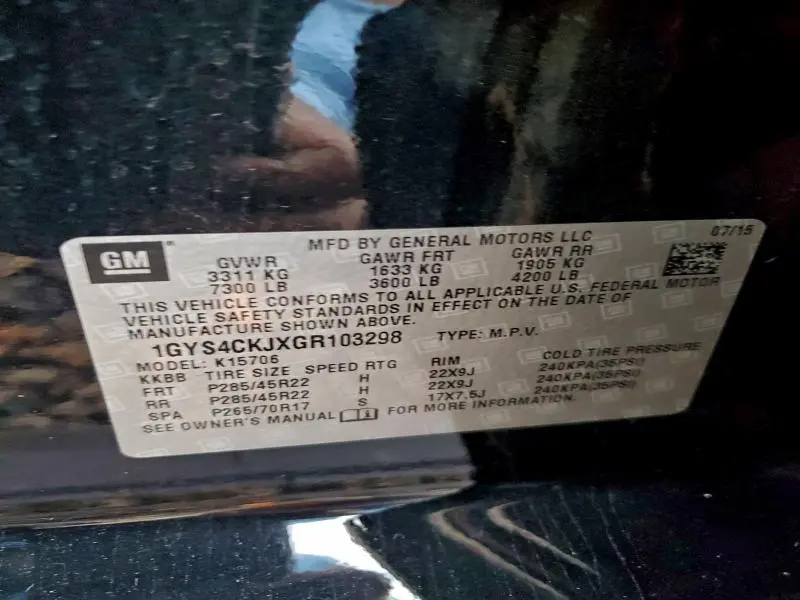 GM
MFD BY GENERAL MOTORS LLC 07/15
GVWR GAWR FRT GAWR RR
3311 KG 1633 KG 1905 KG
7300 LB 3600 LB 4200 LB
THIS VEHICLE CONFORMS TO ALL APPLICABLE U.S. FEDERAL MOTOR
VEHICLE SAFETY STANDARDS IN EFFECT ON THE DATE OF
MANUFACTURE SHOWN ABOVE.
1GYS4CKJXGR103298 TYPE: M.P.V.
MODEL: K15706
KKBB TIRE SIZE SPEED RTG RIM COLD TIRE PRESSURE
FRT P285/45R22 H 22X9J 240KPA(35PSI)
RR P285/45R22 H 22X9J 240KPA(35PSI)
SPA P265/70R17 S 17X7.5J 240KPA(35PSI)
SEE OWNER'S MANUAL FOR MORE INFORMATION.